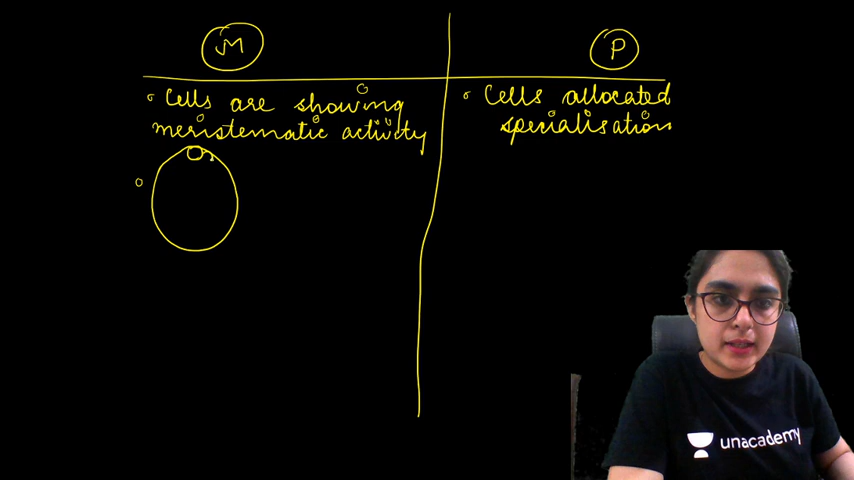 M
P
Cells are showing
meristematic activity
Cells allocated
specialisation
unacademy